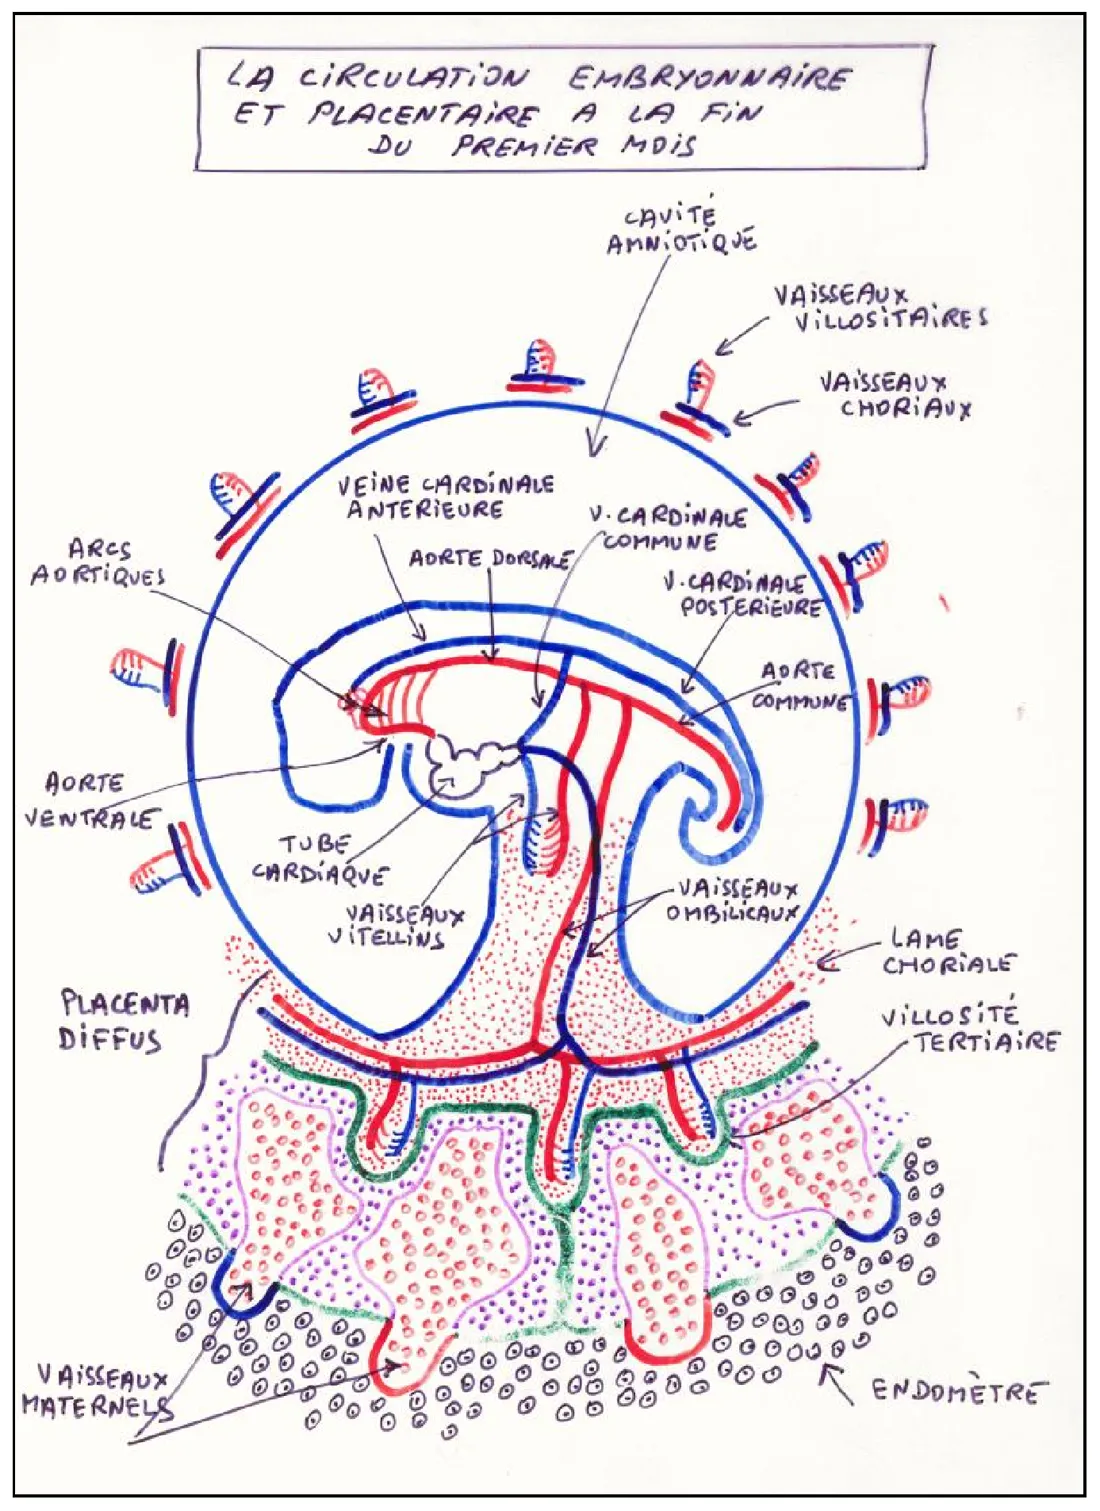 LA CIRCULATION EMBRYONNAIRE
ET PLACENTAIRE A LA FIN
DU PREMIER MOIS
CAVITÉ
AMNIOTIQUE
VAISSEAUX
VILLOSITAIRES
VAISSEAUX
CHORIAUX
VEINE CARDINALE
ANTERIEURE
V. CARDINALE
COMMUNE
ARCS
AORTIQUES
AORTE DORSALE
V. CARDINALE
POSTERIEURE
AORTE
COMMUNE
AORTE
VENTRALE
TUBE
CARDIAQUE
VAISSEAUX
VITELLINS
VAISSEAUX
OMBILICAUX
LAME
CHORIALE
PLACENTA
DIFFUS
VILLOSITÉ
TERTIAIRE
VAISSEAUX
MATERNELS
ENDOMÈTRE